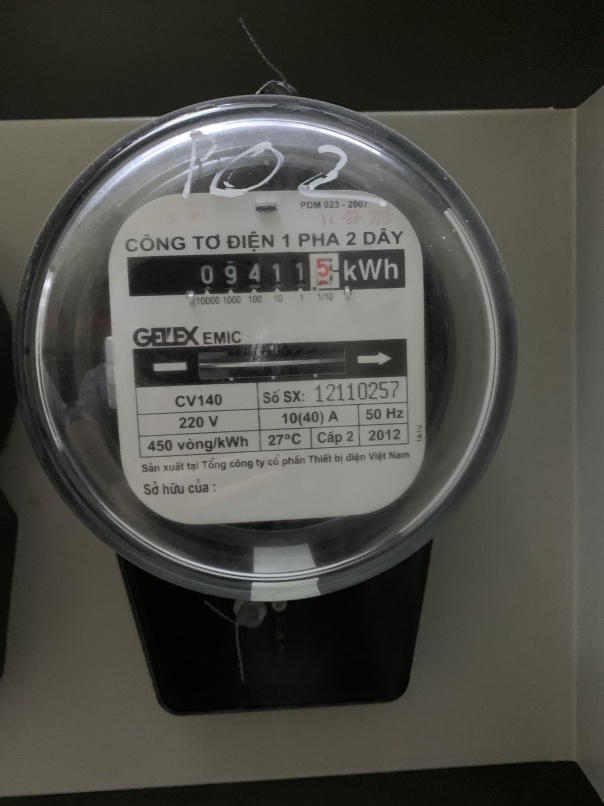 PO 2
PDM 023 - 2007
CÔNG TƠ ĐIỆN 1 PHA 2 DÂY
0 9 4 1 1 5 kWh
10000 1000 100 10 1 1/10
GELEX EMIC
CV140 Số SX: 12110257
220 V 10(40) A 50 Hz
450 vòng/kWh 27°C Cấp 2 2012
Sản xuất tại Tổng công ty cổ phần Thiết bị điện Việt Nam
Sở hữu của :